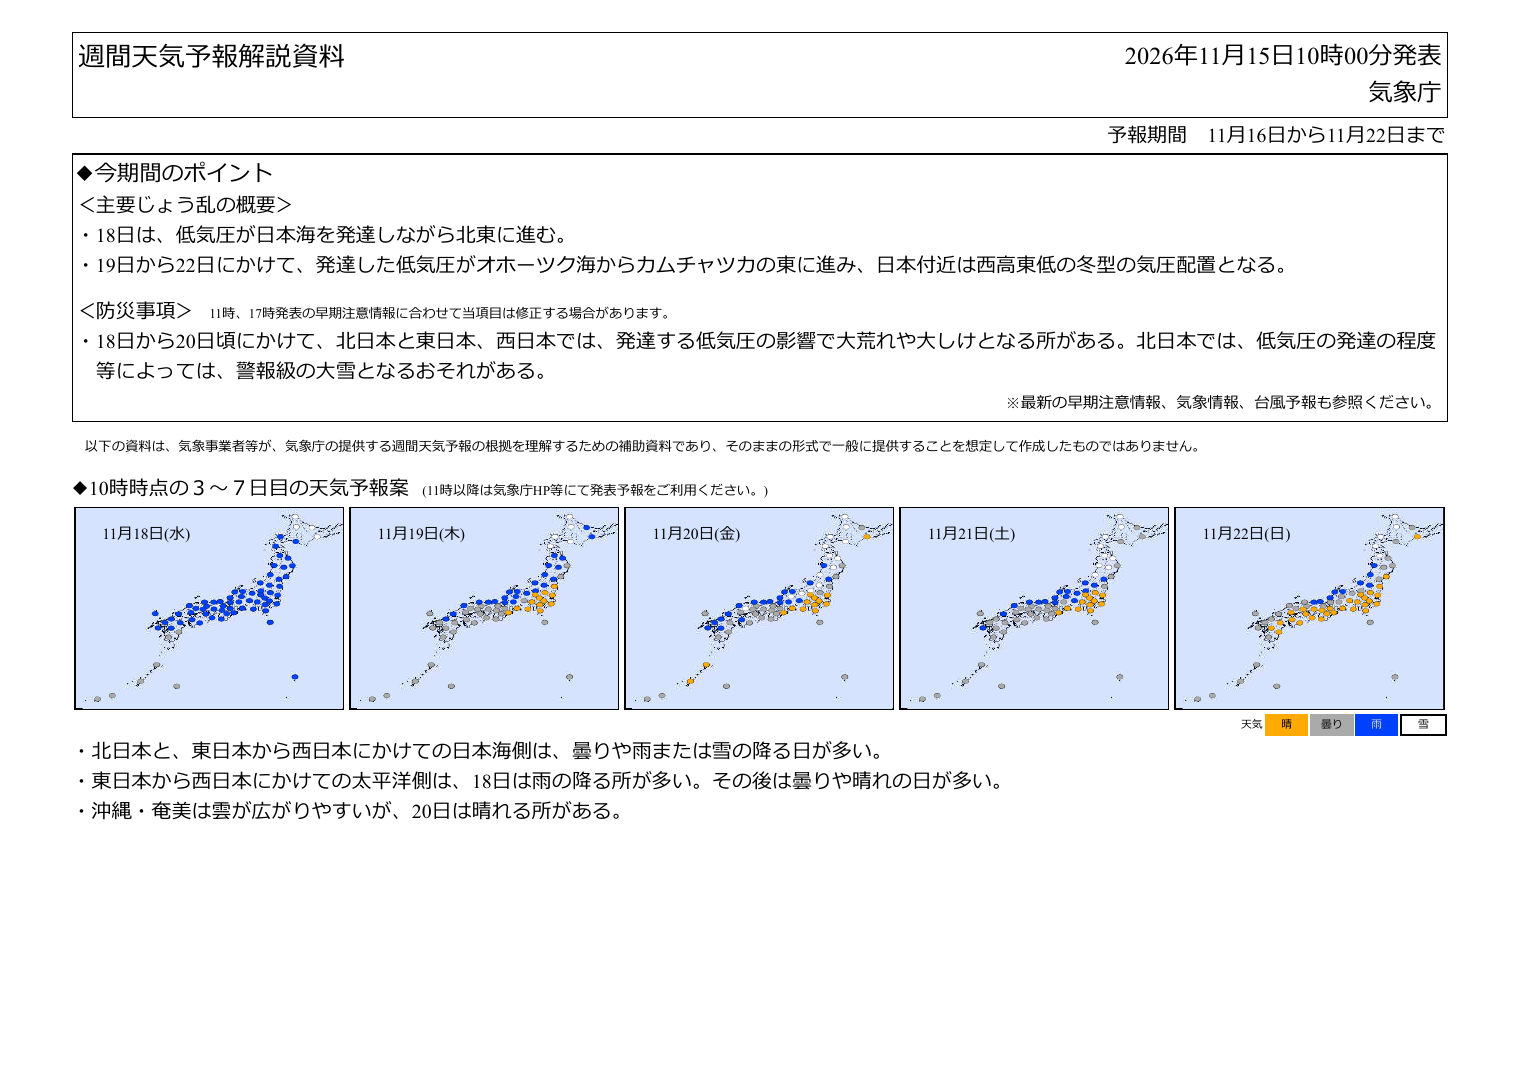 週間天気予報解説資料
2026年11月15日10時00分発表
気象庁
予報期間　11月16日から11月22日まで
◆今期間のポイント
＜主要じょう乱の概要＞
・18日は、低気圧が日本海を発達しながら北東に進む。
・19日から22日にかけて、発達した低気圧がオホーツク海からカムチャツカの東に進み、日本付近は西高東低の冬型の気圧配置となる。
＜防災事項＞　11時、17時発表の早期注意情報に合わせて当項目は修正する場合があります。
・18日から20日頃にかけて、北日本と東日本、西日本では、発達する低気圧の影響で大荒れや大しけとなる所がある。北日本では、低気圧の発達の程度
等によっては、警報級の大雪となるおそれがある。
※最新の早期注意情報、気象情報、台風予報も参照ください。
以下の資料は、気象事業者等が、気象庁の提供する週間天気予報の根拠を理解するための補助資料であり、そのままの形式で一般に提供することを想定して作成したものではありません。
◆10時時点の３～７日目の天気予報案　(11時以降は気象庁HP等にて発表予報をご利用ください。)
11月18日(水)
11月19日(木)
11月20日(金)
11月21日(土)
11月22日(日)
天気　晴　曇り　雨　雪
・北日本と、東日本から西日本にかけての日本海側は、曇りや雨または雪の降る日が多い。
・東日本から西日本にかけての太平洋側は、18日は雨の降る所が多い。その後は曇りや晴れの日が多い。
・沖縄・奄美は雲が広がりやすいが、20日は晴れる所がある。